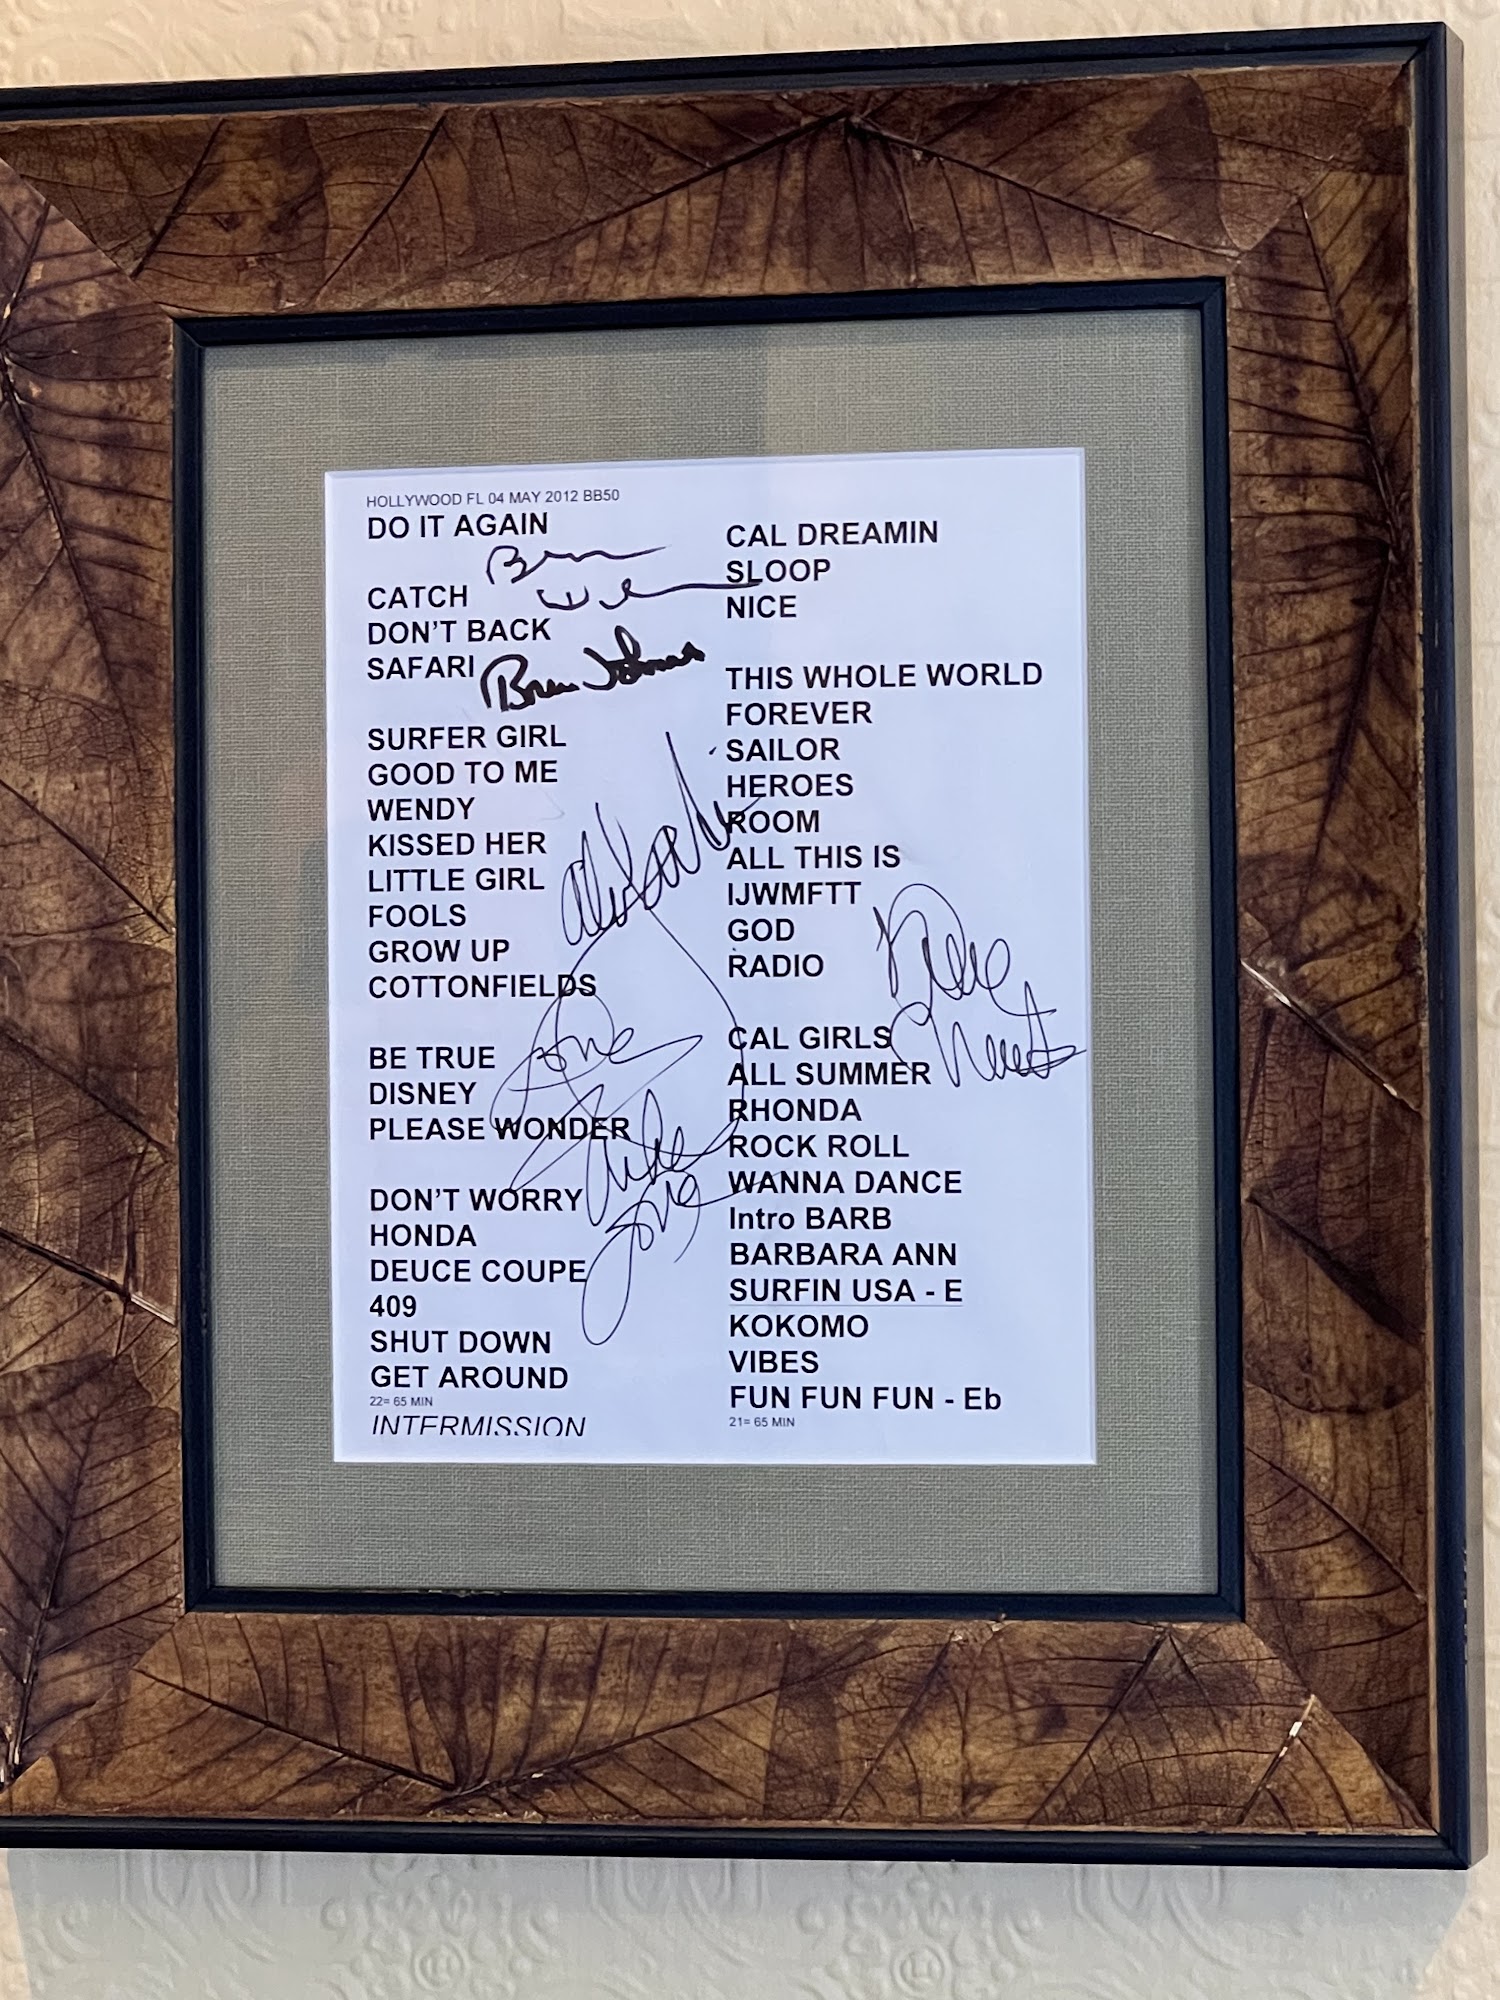 HOLLYWOOD FL 04 MAY 2012 BB50
DO IT AGAIN
CATCH
DON'T BACK
SAFARI
SURFER GIRL
GOOD TO ME
WENDY
KISSED HER
LITTLE GIRL
FOOLS
GROW UP
COTTONFIELDS
BE TRUE
DISNEY
PLEASE WONDER
DON'T WORRY
HONDA
DEUCE COUPE
409
SHUT DOWN
GET AROUND
22= 65 MIN
INTERMISSION
CAL DREAMIN
SLOOP
NICE
THIS WHOLE WORLD
FOREVER
SAILOR
HEROES
ROOM
ALL THIS IS
IJWMFTT
GOD
RADIO
CAL GIRLS
ALL SUMMER
RHONDA
ROCK ROLL
WANNA DANCE
Intro BARB
BARBARA ANN
SURFIN USA - E
KOKOMO
VIBES
FUN FUN FUN - Eb
21= 65 MIN